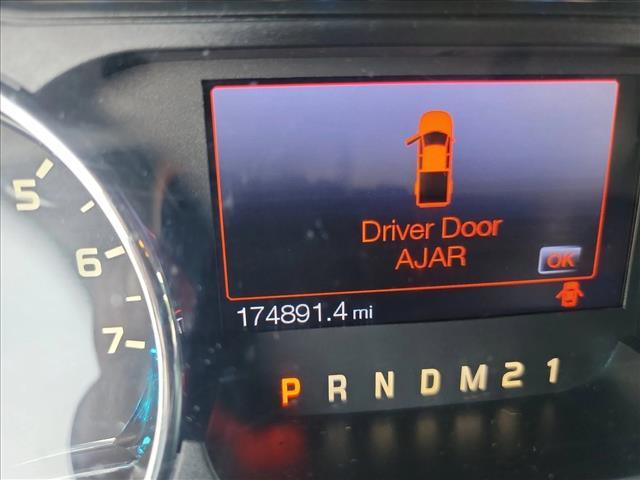 Driver Door
AJAR
OK
174891.4 mi
5
6
7
P R N D M 2 1